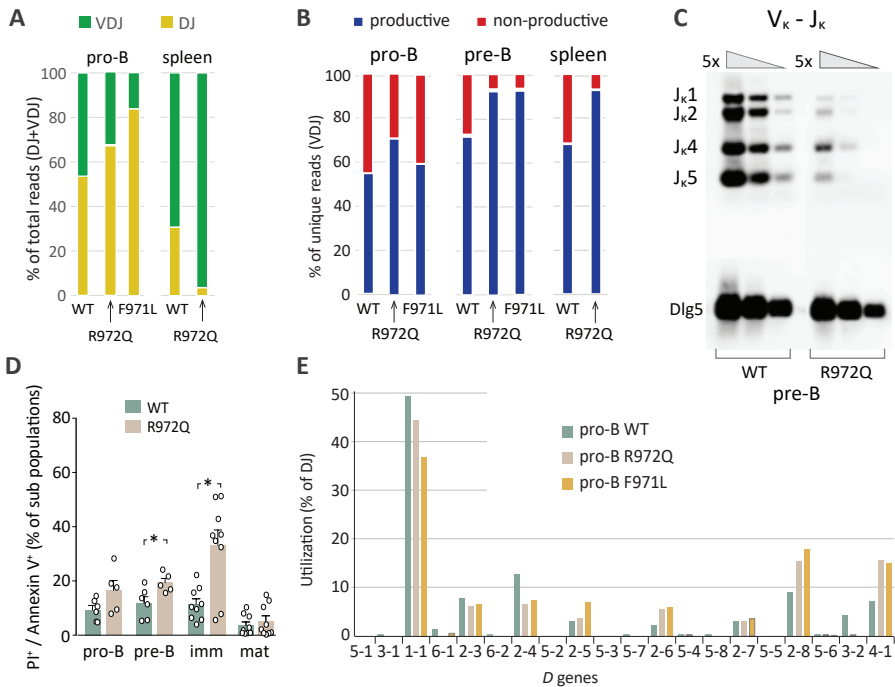 A
VDJ
DJ
pro-B
spleen
% of total reads (DJ+VDJ)
100
80
60
40
20
0
WT
F971L
WT
R972Q
R972Q
B
productive
non-productive
pro-B
pre-B
spleen
% of unique reads (VDJ)
100
80
60
40
20
0
WT
F971L
WT
F971L
WT
R972Q
R972Q
R972Q
C
Vκ - Jκ
5x
5x
Jκ1
Jκ2
Jκ4
Jκ5
Dlg5
WT
R972Q
pre-B
D
WT
R972Q
PI⁺ / Annexin V⁺ (% of sub populations)
80
60
40
20
0
*
*
pro-B
pre-B
imm
mat
E
pro-B WT
pro-B R972Q
pro-B F971L
Utilization (% of DJ)
50
40
30
20
10
0
5-1 3-1 1-1 6-1 2-3 6-2 2-4 5-2 2-5 5-3 5-7 2-6 5-4 5-8 2-7 5-5 2-8 5-6 3-2 4-1
D genes